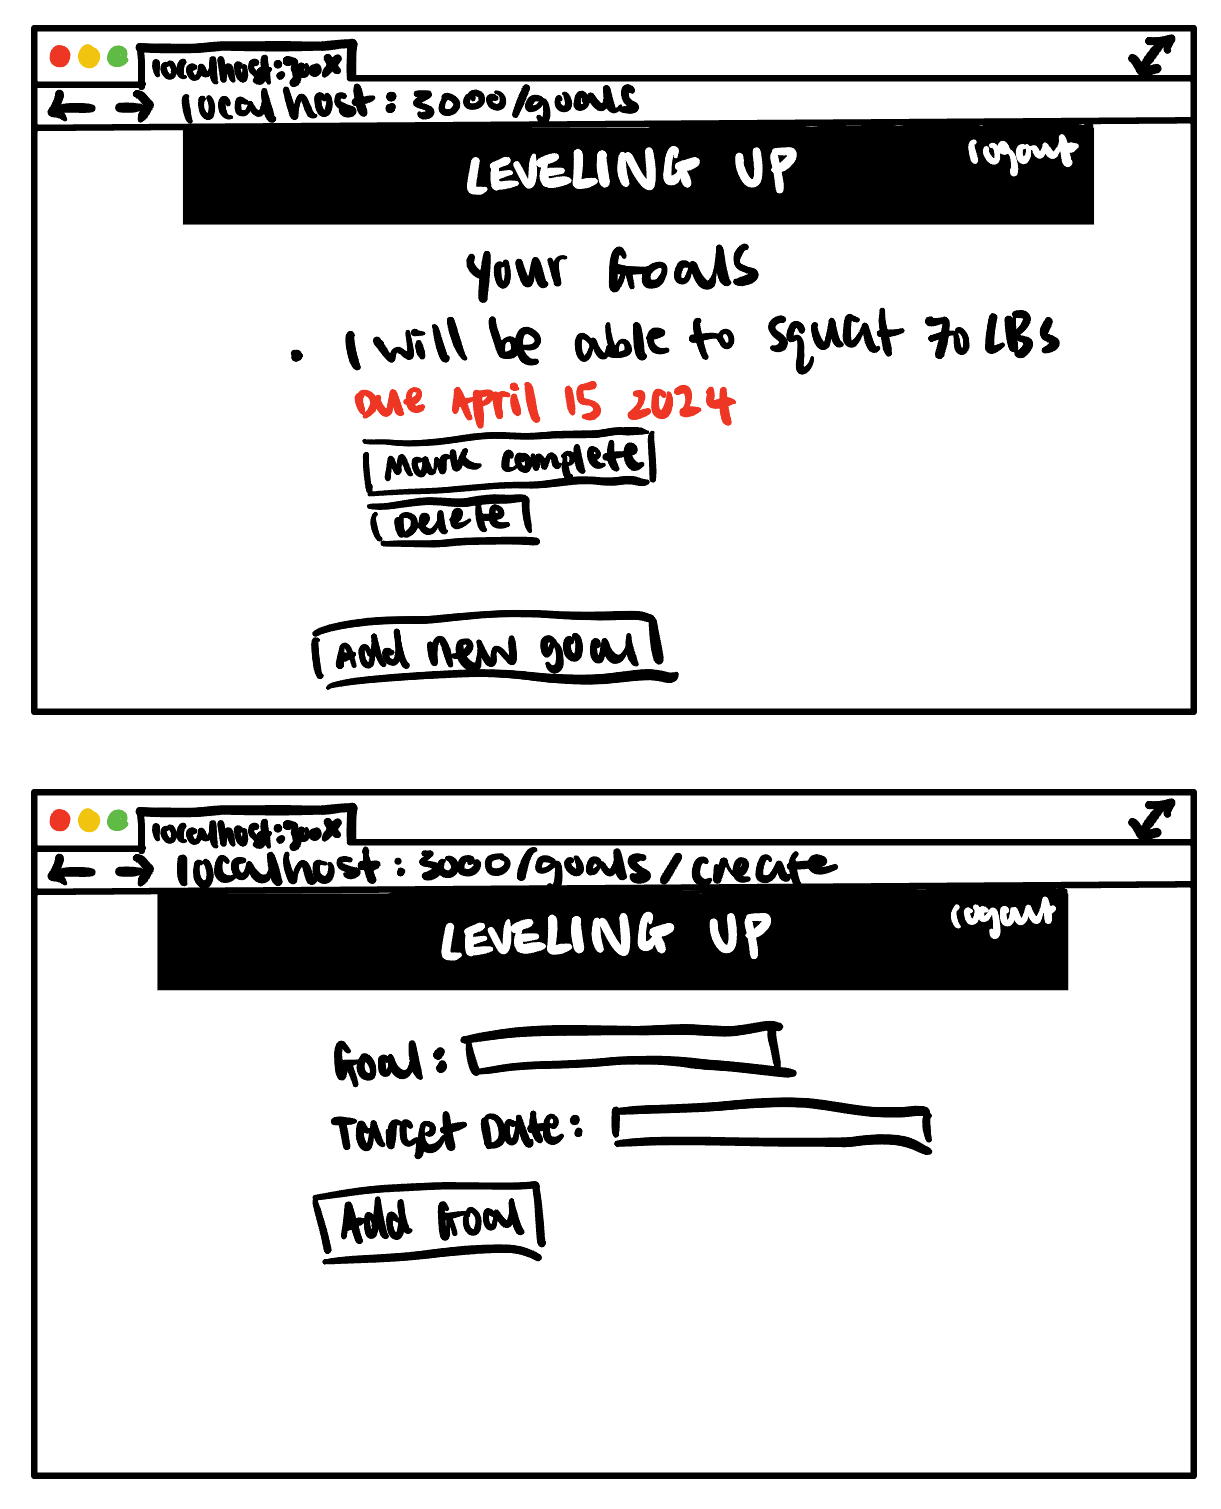 localhost:300x
localhost:3000/goals
LEVELING UP
logout
Your Goals
• I will be able to squat 70 LBs
Due April 15 2024
Mark complete
Delete
Add new goal
localhost:300x
localhost:3000/goals/create
LEVELING UP
logout
Goal:
Target Date:
Add Goal